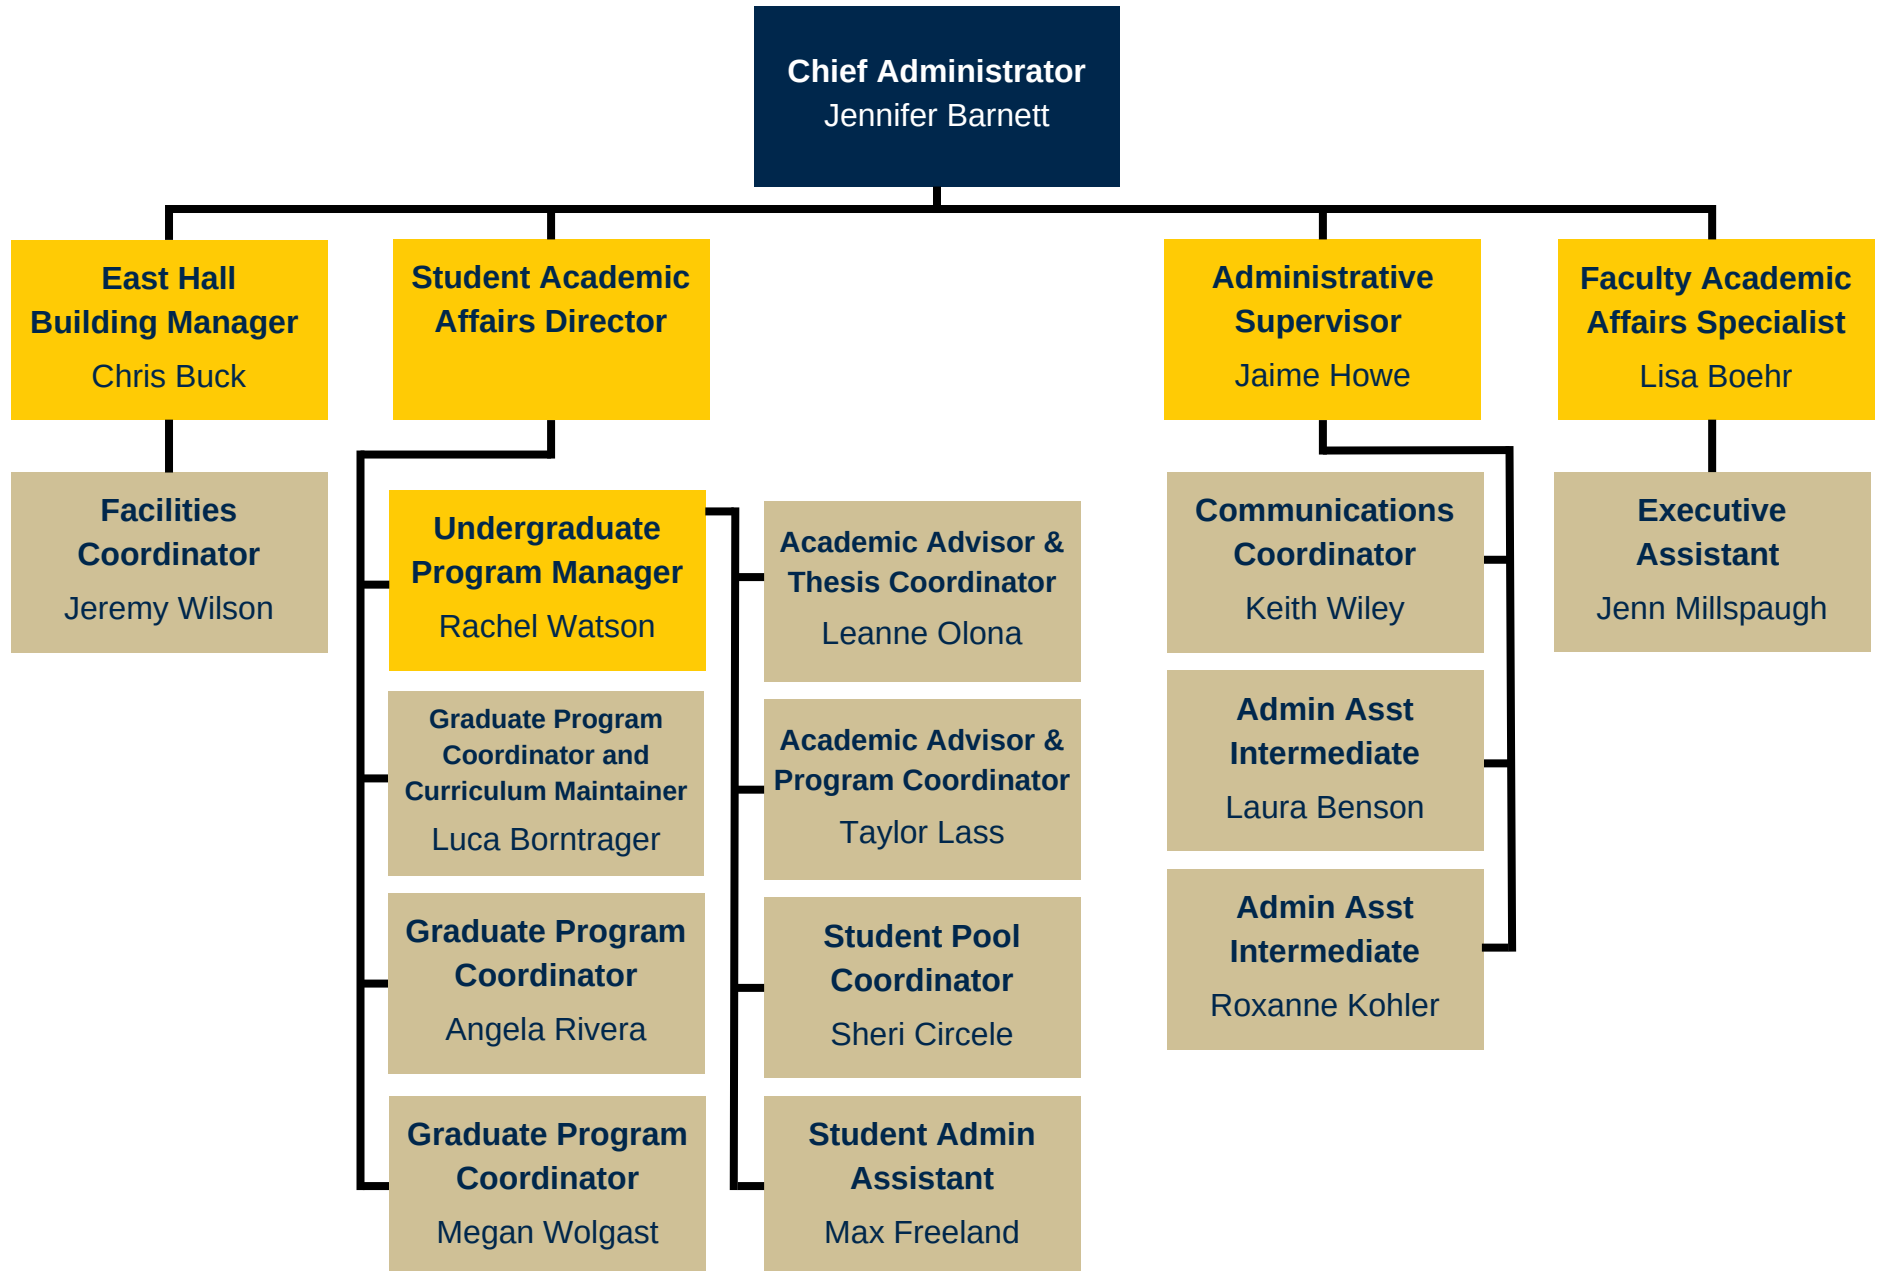 Chief Administrator
Jennifer Barnett
East Hall
Building Manager
Chris Buck
Student Academic
Affairs Director
Administrative
Supervisor
Jaime Howe
Faculty Academic
Affairs Specialist
Lisa Boehr
Facilities
Coordinator
Jeremy Wilson
Undergraduate
Program Manager
Rachel Watson
Graduate Program
Coordinator and
Curriculum Maintainer
Luca Borntrager
Graduate Program
Coordinator
Angela Rivera
Graduate Program
Coordinator
Megan Wolgast
Academic Advisor &
Thesis Coordinator
Leanne Olona
Academic Advisor &
Program Coordinator
Taylor Lass
Student Pool
Coordinator
Sheri Circele
Student Admin
Assistant
Max Freeland
Communications
Coordinator
Keith Wiley
Admin Asst
Intermediate
Laura Benson
Admin Asst
Intermediate
Roxanne Kohler
Executive
Assistant
Jenn Millspaugh